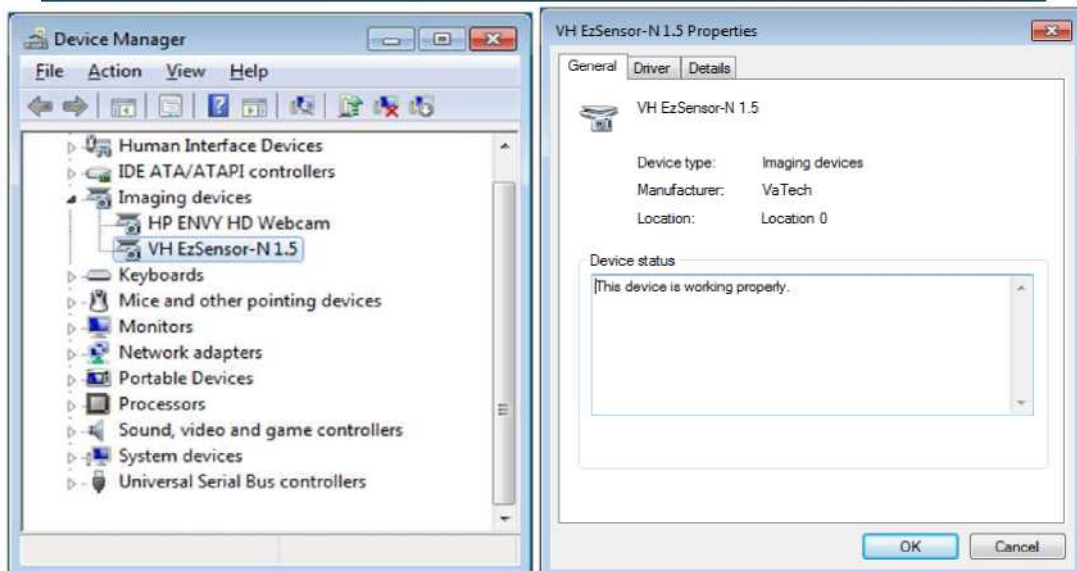 Device Manager
File Action View Help
Human Interface Devices
IDE ATA/ATAPI controllers
Imaging devices
HP ENVY HD Webcam
VH EzSensor-N 1.5
Keyboards
Mice and other pointing devices
Monitors
Network adapters
Portable Devices
Processors
Sound, video and game controllers
System devices
Universal Serial Bus controllers
VH EzSensor-N 1.5 Properties
General Driver Details
VH EzSensor-N 1.5
Device type: Imaging devices
Manufacturer: VaTech
Location: Location 0
Device status
This device is working properly.
OK Cancel